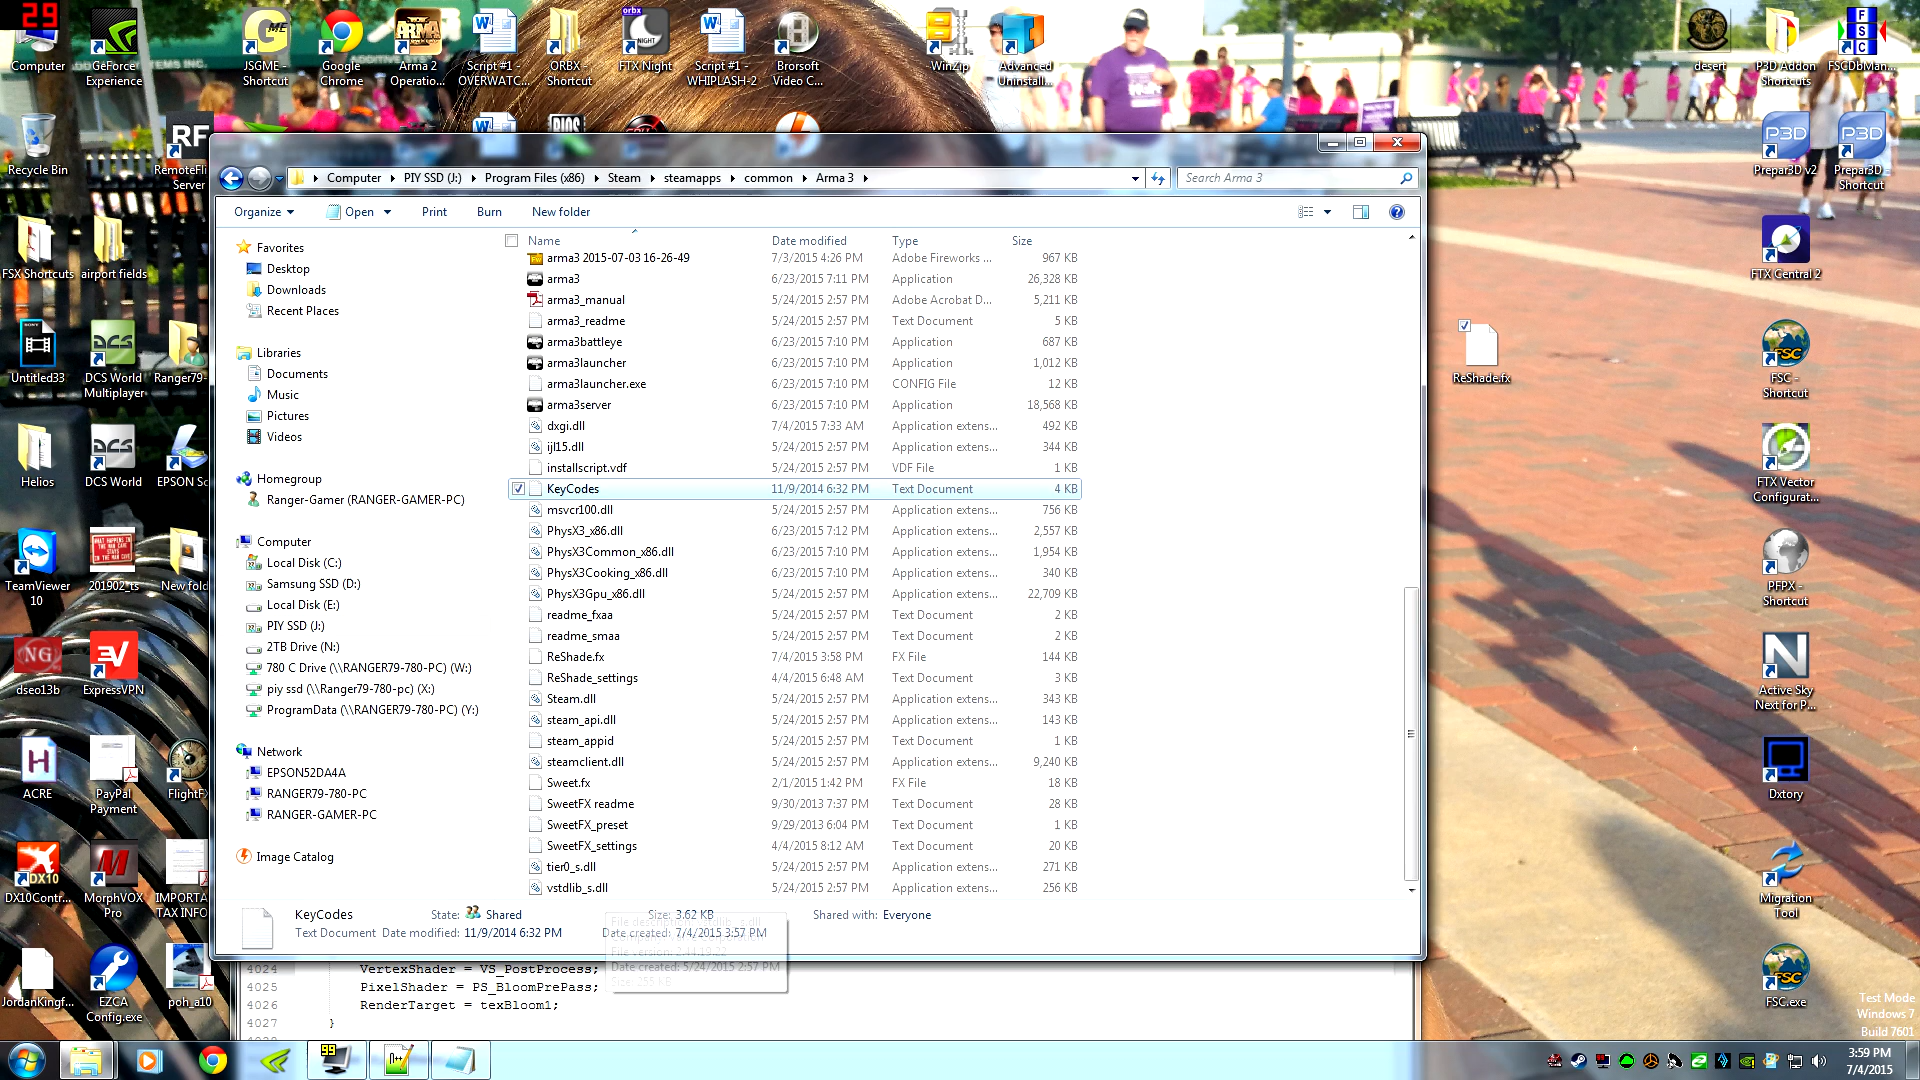 29
Computer
GeForce
Experience
JSGME -
Shortcut
Google
Chrome
Arma 2
Operatio...
Script #1 -
OVERWATC...
ORBX -
Shortcut
FTX Night
Script #1 -
WHIPLASH-2
Brorsoft
Video C...
WinZip
Advanced
Uninstall...
desert
P3D Addon
Shortcuts
FSCDbMan...
Recycle Bin
RemoteFli
Server
Prepar3D v2
Prepar3D -
Shortcut
FSX Shortcuts
airport fields
FTX Central 2
Untitled33
DCS World
Multiplayer
Ranger79-
ReShade.fx
FSC -
Shortcut
Helios
DCS World
EPSON Sc
FTX Vector
Configurat...
TeamViewer
10
201902_ts
New fold
PFPX -
Shortcut
dseo13b
ExpressVPN
Active Sky
Next for P...
ACRE
PayPal
Payment
FlightFX
Dxtory
DX10Contr...
MorphVOX
Pro
IMPORTA
TAX INFO
Migration
Tool
JordanKingf...
EZCA
Config.exe
poh_a10
FSC.exe
Computer PIY SSD (J:) Program Files (x86) Steam steamapps common Arma 3
Search Arma 3
Organize Open Print Burn New folder
Favorites
Desktop
Downloads
Recent Places
Libraries
Documents
Music
Pictures
Videos
Homegroup
Ranger-Gamer (RANGER-GAMER-PC)
Computer
Local Disk (C:)
Samsung SSD (D:)
Local Disk (E:)
PIY SSD (J:)
2TB Drive (N:)
780 C Drive (\\RANGER79-780-PC) (W:)
piy ssd (\\Ranger79-780-pc) (X:)
ProgramData (\\RANGER79-780-PC) (Y:)
Network
EPSON52DA4A
RANGER79-780-PC
RANGER-GAMER-PC
Image Catalog
Name Date modified Type Size
arma3 2015-07-03 16-26-49 7/3/2015 4:26 PM Adobe Fireworks ... 967 KB
arma3 6/23/2015 7:11 PM Application 26,328 KB
arma3_manual 5/24/2015 2:57 PM Adobe Acrobat D... 5,211 KB
arma3_readme 5/24/2015 2:57 PM Text Document 5 KB
arma3battleye 6/23/2015 7:10 PM Application 687 KB
arma3launcher 6/23/2015 7:10 PM Application 1,012 KB
arma3launcher.exe 6/23/2015 7:10 PM CONFIG File 12 KB
arma3server 6/23/2015 7:10 PM Application 18,568 KB
dxgi.dll 7/4/2015 7:33 AM Application extens... 492 KB
ijl15.dll 5/24/2015 2:57 PM Application extens... 344 KB
installscript.vdf 5/24/2015 2:57 PM VDF File 1 KB
KeyCodes 11/9/2014 6:32 PM Text Document 4 KB
msvcr100.dll 5/24/2015 2:57 PM Application extens... 756 KB
PhysX3_x86.dll 6/23/2015 7:12 PM Application extens... 2,557 KB
PhysX3Common_x86.dll 6/23/2015 7:10 PM Application extens... 1,954 KB
PhysX3Cooking_x86.dll 6/23/2015 7:10 PM Application extens... 340 KB
PhysX3Gpu_x86.dll 5/24/2015 2:57 PM Application extens... 22,709 KB
readme_fxaa 5/24/2015 2:57 PM Text Document 2 KB
readme_smaa 5/24/2015 2:57 PM Text Document 2 KB
ReShade.fx 7/4/2015 3:58 PM FX File 144 KB
ReShade_settings 4/4/2015 6:48 AM Text Document 3 KB
Steam.dll 5/24/2015 2:57 PM Application extens... 343 KB
steam_api.dll 5/24/2015 2:57 PM Application extens... 143 KB
steam_appid 5/24/2015 2:57 PM Text Document 1 KB
steamclient.dll 5/24/2015 2:57 PM Application extens... 9,240 KB
Sweet.fx 2/1/2015 1:42 PM FX File 18 KB
SweetFX readme 9/30/2013 7:37 PM Text Document 28 KB
SweetFX_preset 9/29/2013 6:04 PM Text Document 1 KB
SweetFX_settings 4/4/2015 8:12 AM Text Document 20 KB
tier0_s.dll 5/24/2015 2:57 PM Application extens... 271 KB
vstdlib_s.dll 5/24/2015 2:57 PM Application extens... 256 KB
KeyCodes State: Shared Size: 3.62 KB Shared with: Everyone
Text Document Date modified: 11/9/2014 6:32 PM Date created: 7/4/2015 3:57 PM
File version: 2.44.19.22
Date created: 5/24/2015 2:57 PM
4024 VertexShader = VS_PostProcess;
4025 PixelShader = PS_BloomPrePass;
4026 RenderTarget = texBloom1;
4027 }
Test Mode
Windows 7
Build 7601
99
3:59 PM
7/4/2015